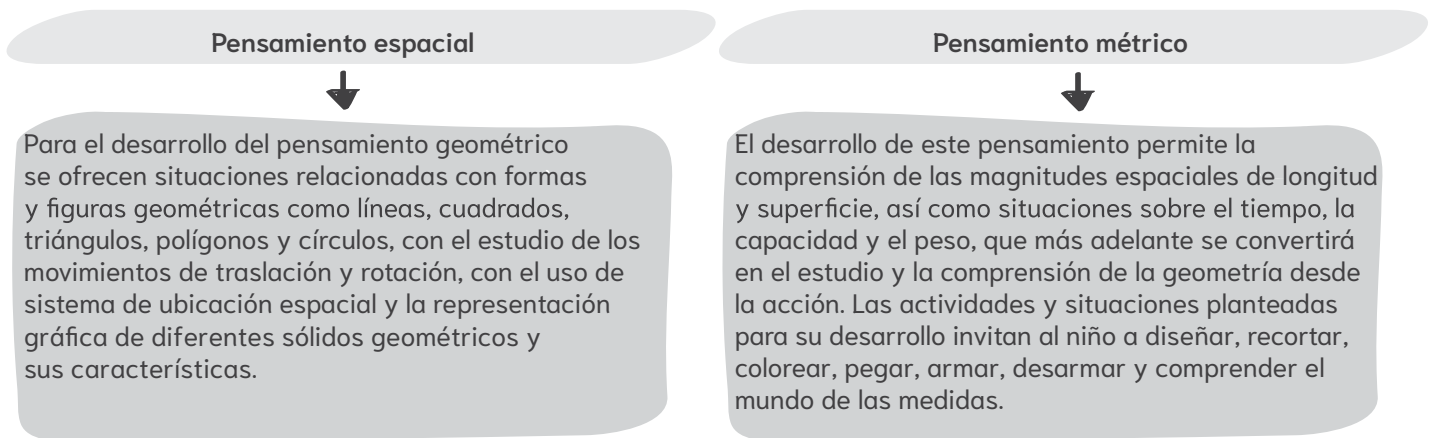 Pensamiento espacial
Para el desarrollo del pensamiento geométrico
se ofrecen situaciones relacionadas con formas
y figuras geométricas como líneas, cuadrados,
triángulos, polígonos y círculos, con el estudio de los
movimientos de traslación y rotación, con el uso de
sistema de ubicación espacial y la representación
gráfica de diferentes sólidos geométricos y
sus características.
Pensamiento métrico
El desarrollo de este pensamiento permite la
comprensión de las magnitudes espaciales de longitud
y superficie, así como situaciones sobre el tiempo, la
capacidad y el peso, que más adelante se convertirá
en el estudio y la comprensión de la geometría desde
la acción. Las actividades y situaciones planteadas
para su desarrollo invitan al niño a diseñar, recortar,
colorear, pegar, armar, desarmar y comprender el
mundo de las medidas.